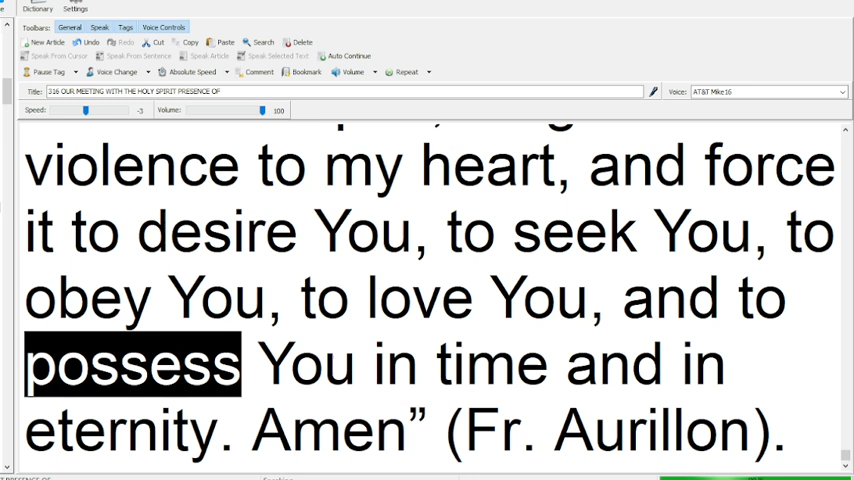 Dictionary Settings
Toolbars: General Speak Tags Voice Controls
New Article Undo Redo Cut Copy Paste Search Delete
Speak From Cursor Speak From Sentence Speak Article Speak Selected Text Auto Continue
Pause Tag Voice Change Absolute Speed Comment Bookmark Volume Repeat
Title: 316 OUR MEETING WITH THE HOLY SPIRIT PRESENCE OF Voice: AT&T Mike16
Speed: -3 Volume: 100
violence to my heart, and force
it to desire You, to seek You, to
obey You, to love You, and to
possess You in time and in
eternity. Amen” (Fr. Aurillon).